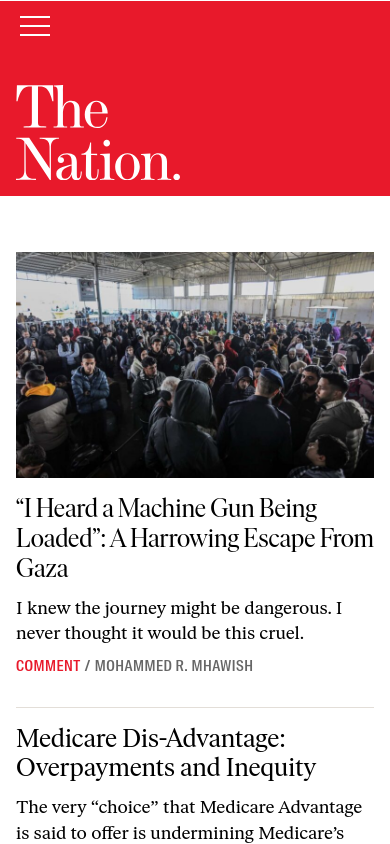 The
Nation.
“I Heard a Machine Gun Being
Loaded”: A Harrowing Escape From
Gaza
I knew the journey might be dangerous. I
never thought it would be this cruel.
COMMENT / MOHAMMED R. MHAWISH
Medicare Dis-Advantage:
Overpayments and Inequity
The very “choice” that Medicare Advantage
is said to offer is undermining Medicare’s